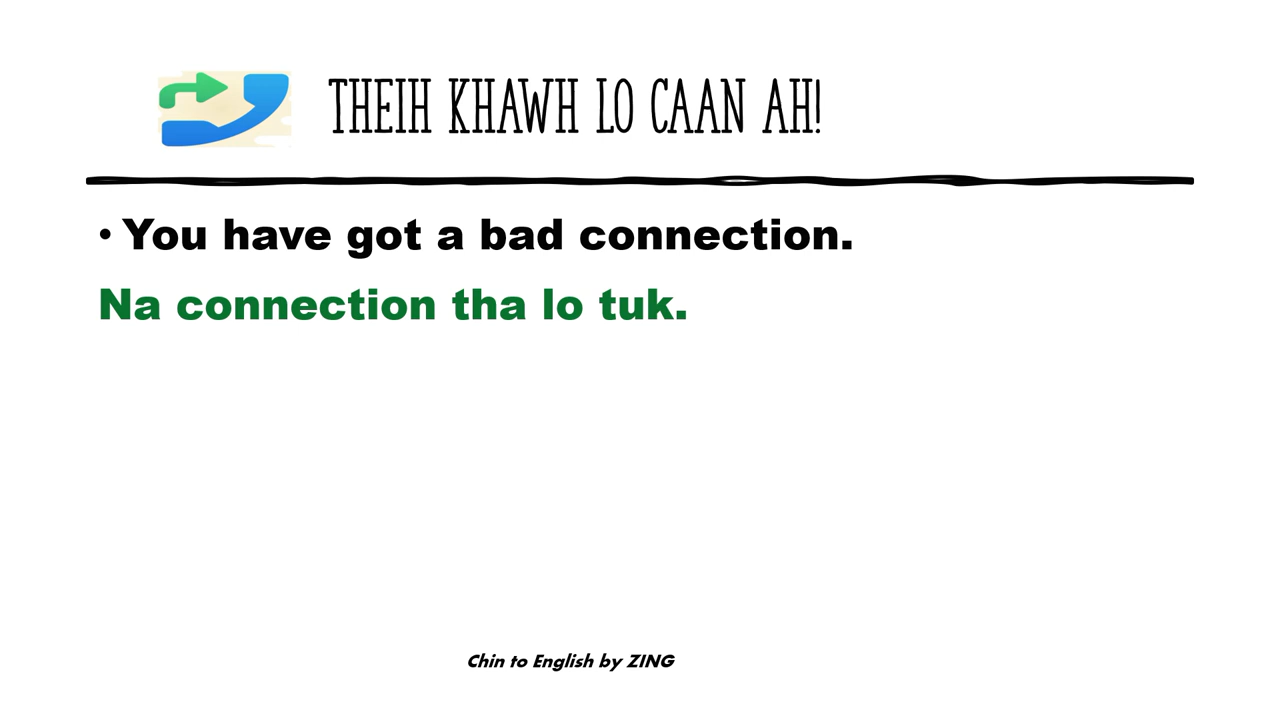 THEIH KHAWH LO CAAN AH!
• You have got a bad connection.
Na connection tha lo tuk.
Chin to English by ZING